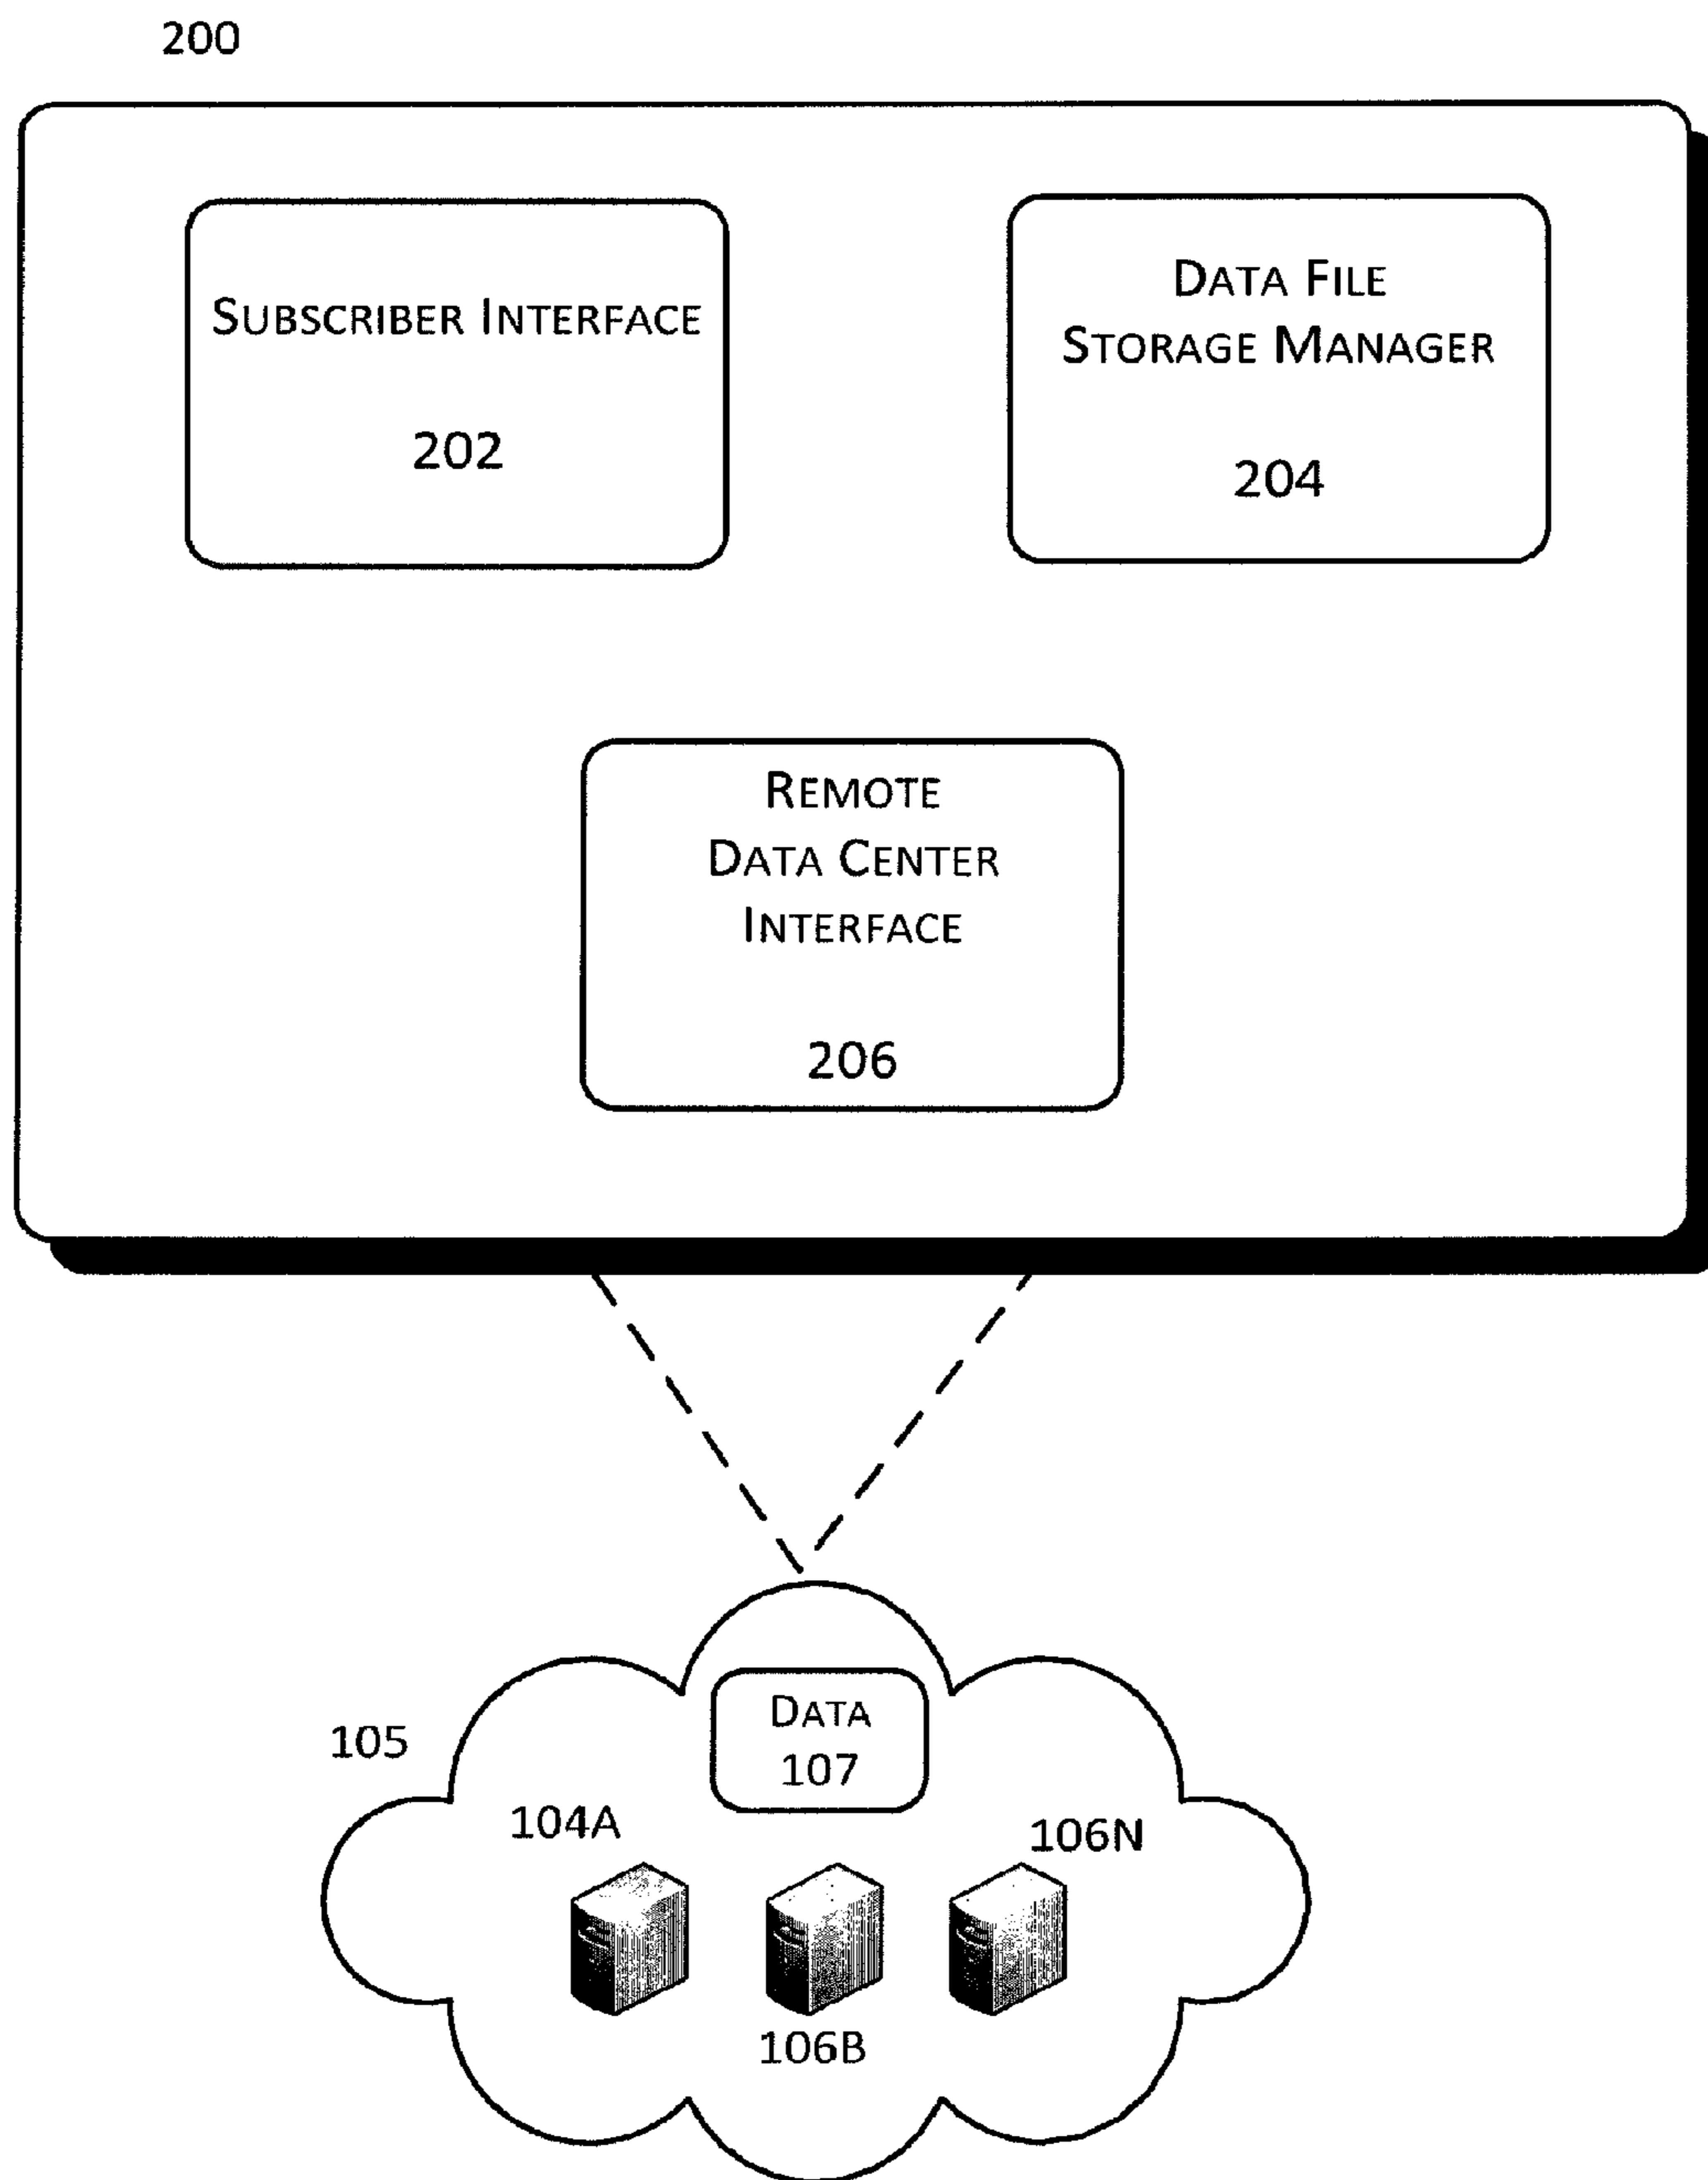 200
SUBSCRIBER INTERFACE
202
DATA FILE
STORAGE MANAGER
204
REMOTE
DATA CENTER
INTERFACE
206
DATA
107
105
104A
106N
106B